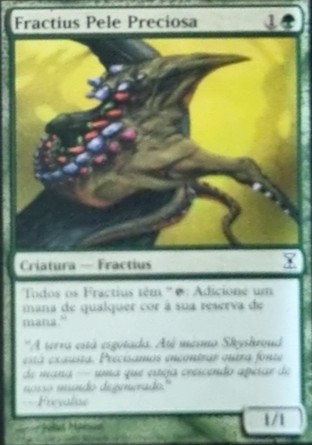 Fractius Pele Preciosa 1
Criatura — Fractius
Todos os Fractius têm ": Adicione um
mana de qualquer cor à sua reserva de
mana."
"A terra está esgotada. Até mesmo Skyshroud
está exausta. Precisamos encontrar outra fonte
de mana — uma que esteja crescendo apesar de
nosso mundo degenerado."
—Freyalise
1/1